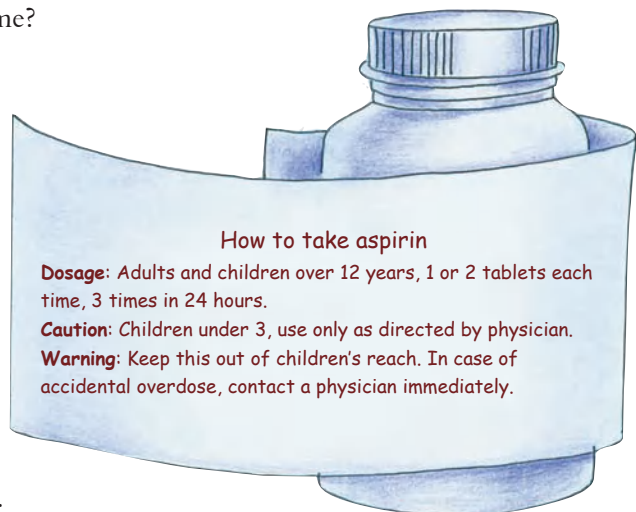 me?
How to take aspirin
Dosage: Adults and children over 12 years, 1 or 2 tablets each
time, 3 times in 24 hours.
Caution: Children under 3, use only as directed by physician.
Warning: Keep this out of children's reach. In case of
accidental overdose, contact a physician immediately.